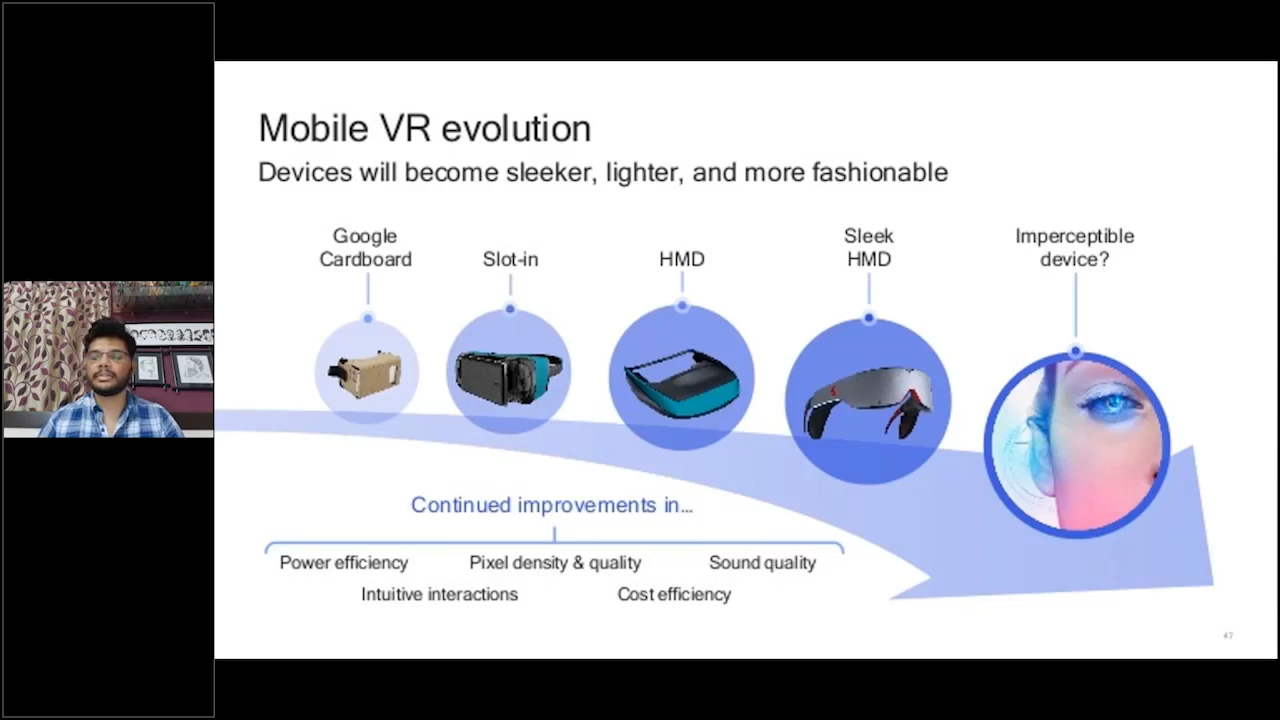 Mobile VR evolution
Devices will become sleeker, lighter, and more fashionable
Google
Cardboard
Slot-in
HMD
Sleek
HMD
Imperceptible
device?
Continued improvements in...
Power efficiency
Pixel density & quality
Sound quality
Intuitive interactions
Cost efficiency
47